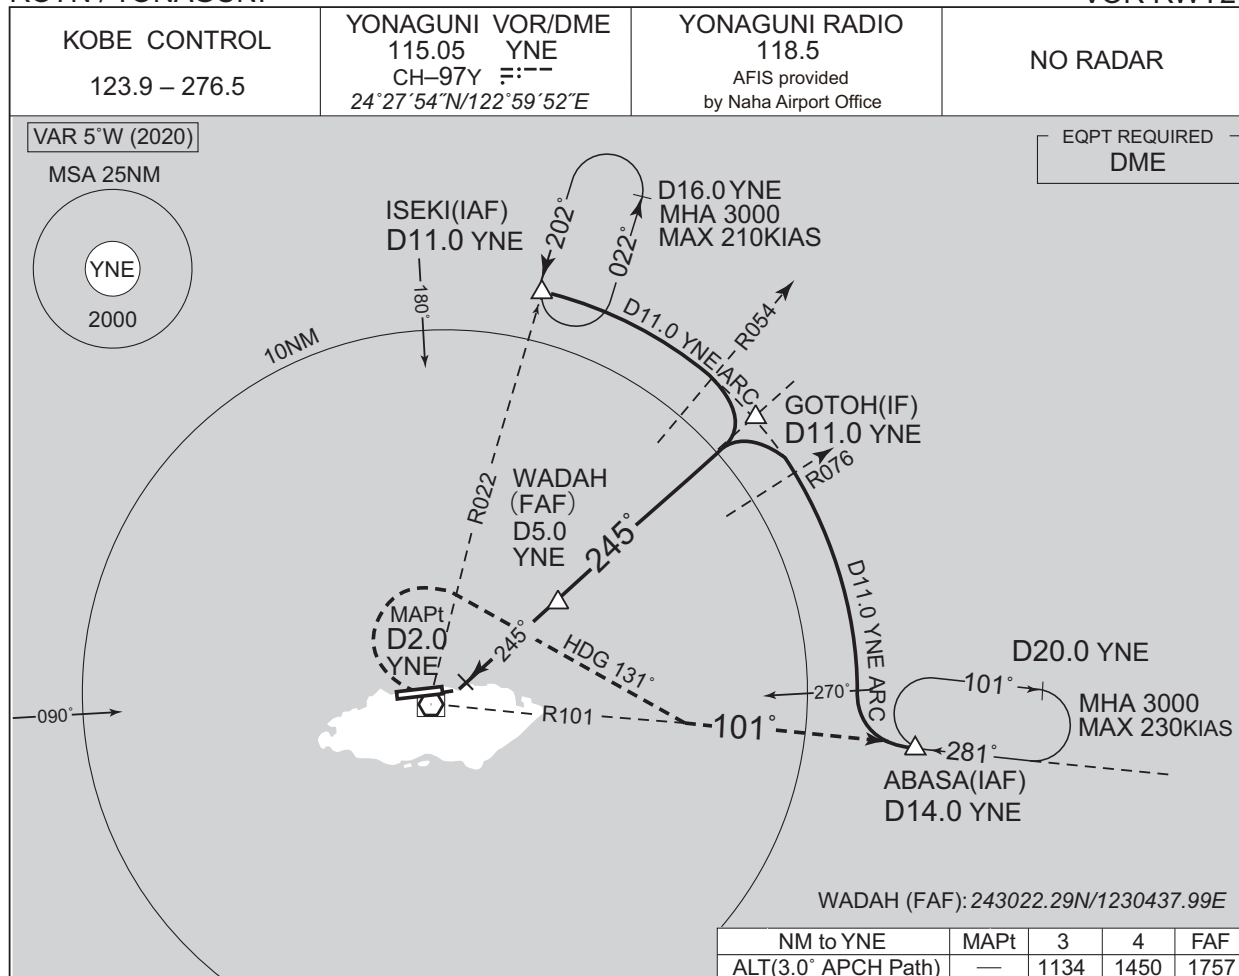 KOBE CONTROL
123.9 – 276.5
YONAGUNI VOR/DME
115.05 YNE
CH–97Y
24°27´54˝N/122°59´52˝E
YONAGUNI RADIO
118.5
AFIS provided
by Naha Airport Office
NO RADAR
VAR 5°W (2020)
MSA 25NM
YNE
2000
EQPT REQUIRED
DME
ISEKI(IAF)
D11.0 YNE
180°
202°
022°
D16.0 YNE
MHA 3000
MAX 210KIAS
10NM
D11.0 YNE ARC
R054
GOTOH(IF)
D11.0 YNE
R076
R022
WADAH
(FAF)
D5.0
YNE
245°
D11.0 YNE ARC
MAPt
D2.0
YNE
245°
HDG 131°
D20.0 YNE
101°
MHA 3000
MAX 230KIAS
270°
090°
R101
101°
281°
ABASA(IAF)
D14.0 YNE
WADAH (FAF): 243022.29N/1230437.99E
NM to YNE MAPt 3 4 FAF
ALT(3.0° APCH Path) — 1134 1450 1757